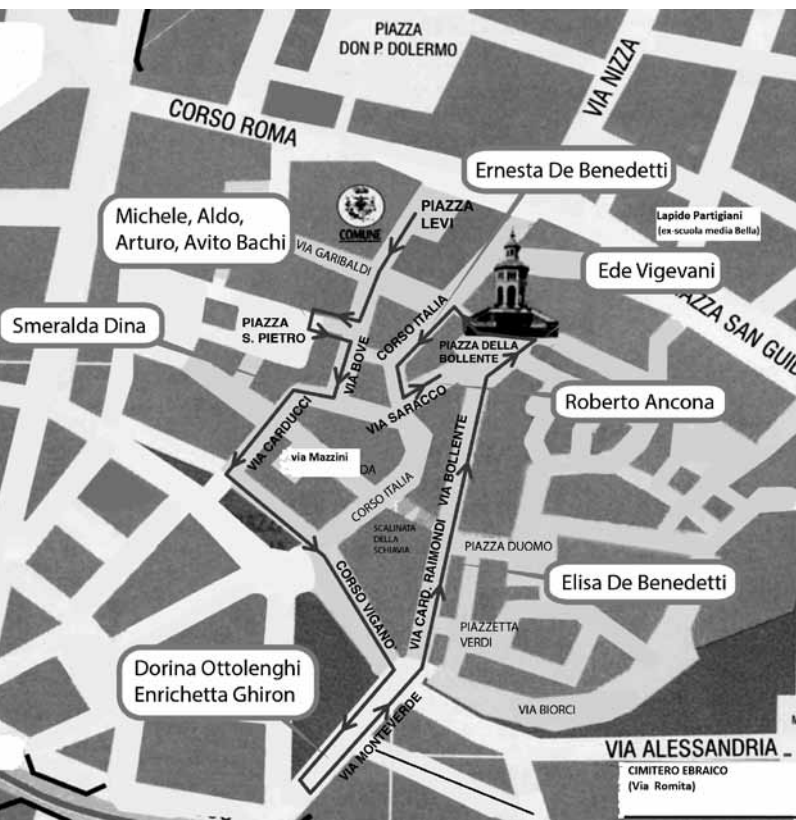 PIAZZA
DON P. DOLERMO
VIA NIZZA
CORSO ROMA
Ernesta De Benedetti
Michele, Aldo,
Arturo, Avito Bachi
COMUNE
PIAZZA
LEVI
Lapido Partigiani
(ex-scuola media Bella)
VIA GARIBALDI
Ede Vigevani
PIAZZA SAN GUID
Smeralda Dina
PIAZZA
S. PIETRO
CORSO ITALIA
VIA BOVE
PIAZZA DELLA
BOLLENTE
VIA SARACCO
Roberto Ancona
VIA CARDUCCI
via Mazzini
DA
CORSO ITALIA
VIA BOLLENTE
SCALINATA
DELLA
SCHIAVIA
PIAZZA DUOMO
VIA CARD. RAIMONDI
Elisa De Benedetti
CORSO VIGANO'
PIAZZETTA
VERDI
Dorina Ottolenghi
Enrichetta Ghiron
VIA MONTEVERDE
VIA BIORCI
VIA ALESSANDRIA
CIMITERO EBRAICO
(Via Romita)